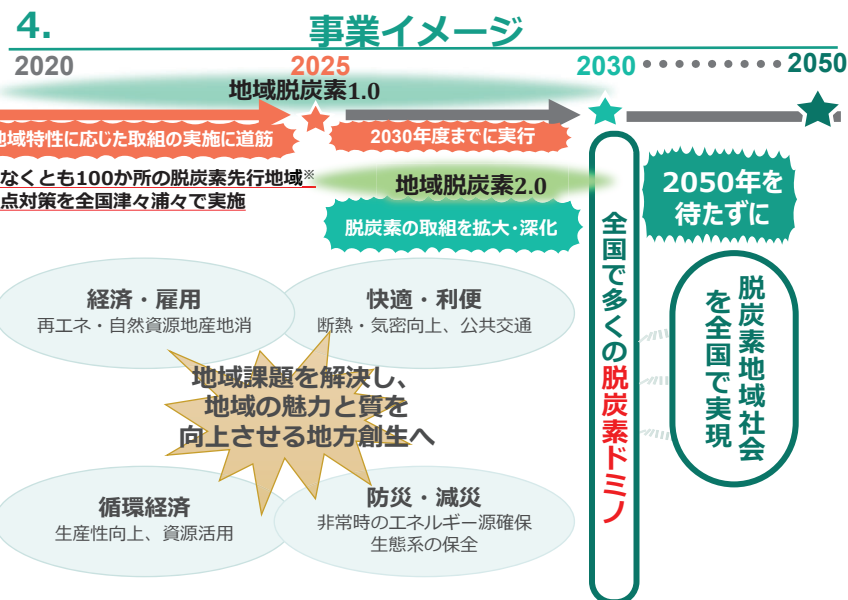 4. 事業イメージ
2020 2025 2030 2050
地域脱炭素1.0
地域特性に応じた取組の実施に道筋 2030年度までに実行
なくとも100か所の脱炭素先行地域※
点対策を全国津々浦々で実施
地域脱炭素2.0
脱炭素の取組を拡大・深化
2050年を
待たずに
全国で多くの脱炭素ドミノ
脱炭素地域社会
を全国で実現
経済・雇用
再エネ・自然資源地産地消
快適・利便
断熱・気密向上、公共交通
地域課題を解決し、
地域の魅力と質を
向上させる地方創生へ
循環経済
生産性向上、資源活用
防災・減災
非常時のエネルギー源確保
生態系の保全